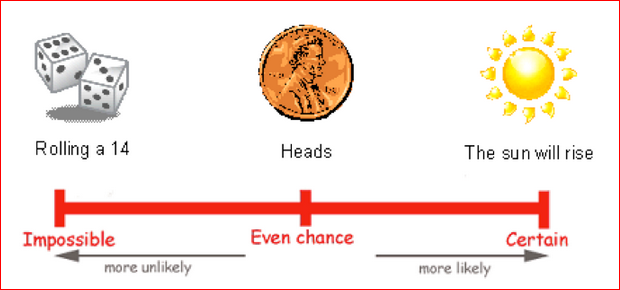 Rolling a 14
Heads
The sun will rise
Impossible
Even chance
Certain
more unlikely
more likely